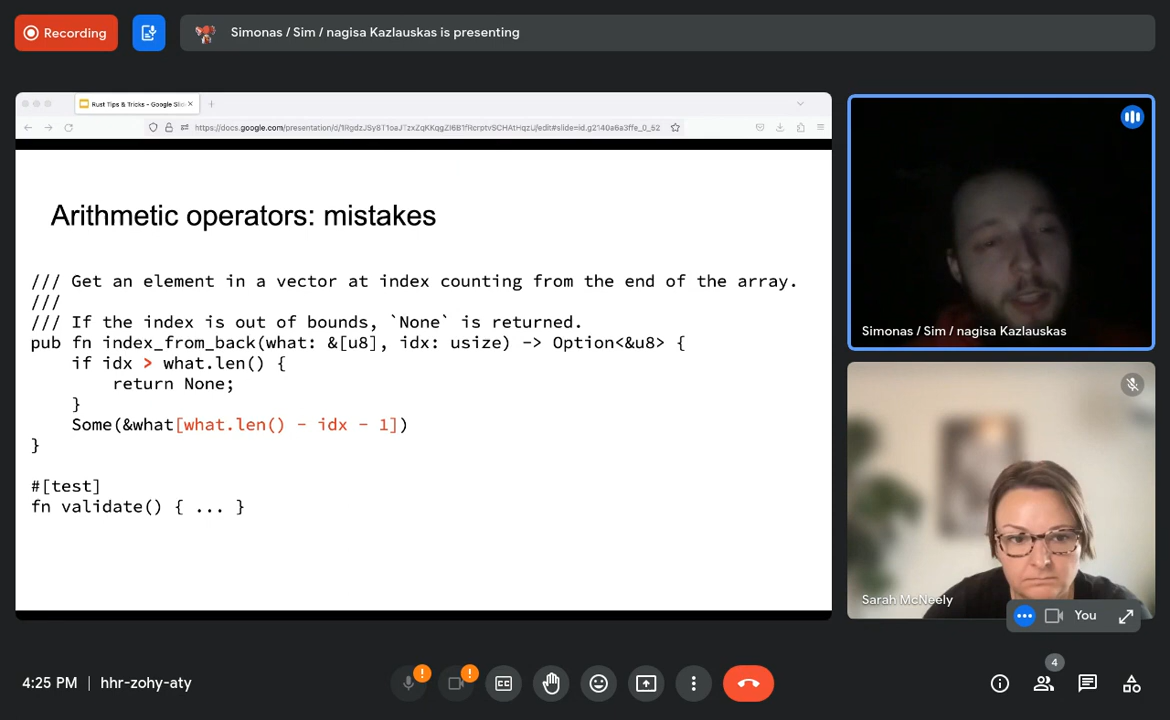 Recording
Simonas / Sim / nagisa Kazlauskas is presenting
Rust Tips & Tricks - Google Slid
Arithmetic operators: mistakes
/// Get an element in a vector at index counting from the end of the array.
///
/// If the index is out of bounds, `None` is returned.
pub fn index_from_back(what: &[u8], idx: usize) -> Option<&u8> {
if idx > what.len() {
return None;
}
Some(&what[what.len() - idx - 1])
}
#[test]
fn validate() { ... }
Simonas / Sim / nagisa Kazlauskas
Sarah McNeely
You
4:25 PM | hhr-zohy-aty
4